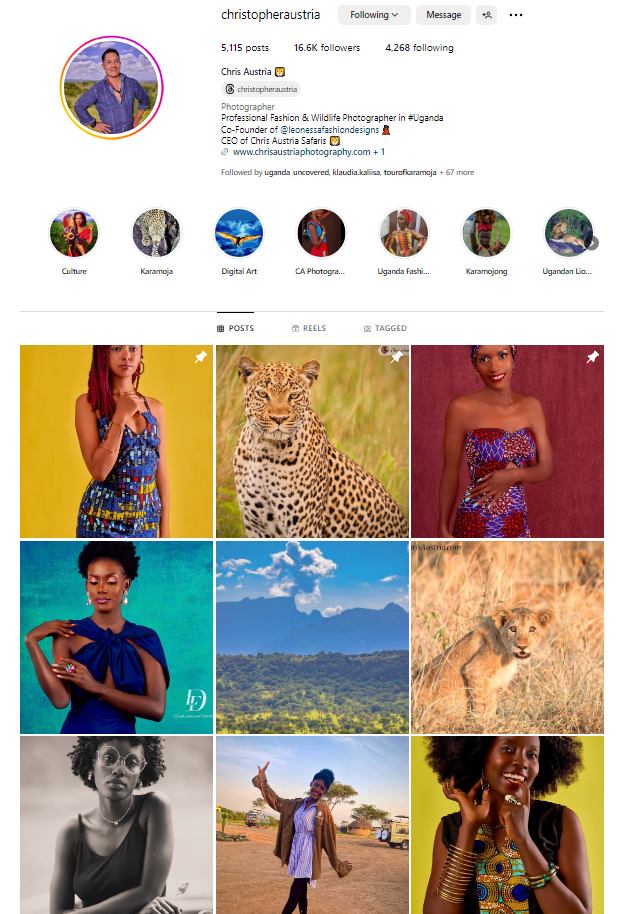 christopheraustria Following Message
5,115 posts 16.6K followers 4,268 following
Chris Austria
christopheraustria
Photographer
Professional Fashion & Wildlife Photographer in #Uganda
Co-Founder of @leonessafashiondesigns
CEO of Chris Austria Safaris
www.chrisaustriaphotography.com + 1
Followed by uganda_uncovered, klaudia.kaliisa, tourofkaramoja + 67 more
Culture Karamoja Digital Art CA Photogra... Uganda Fashi... Karamojong Ugandan Lio...
POSTS REELS TAGGED